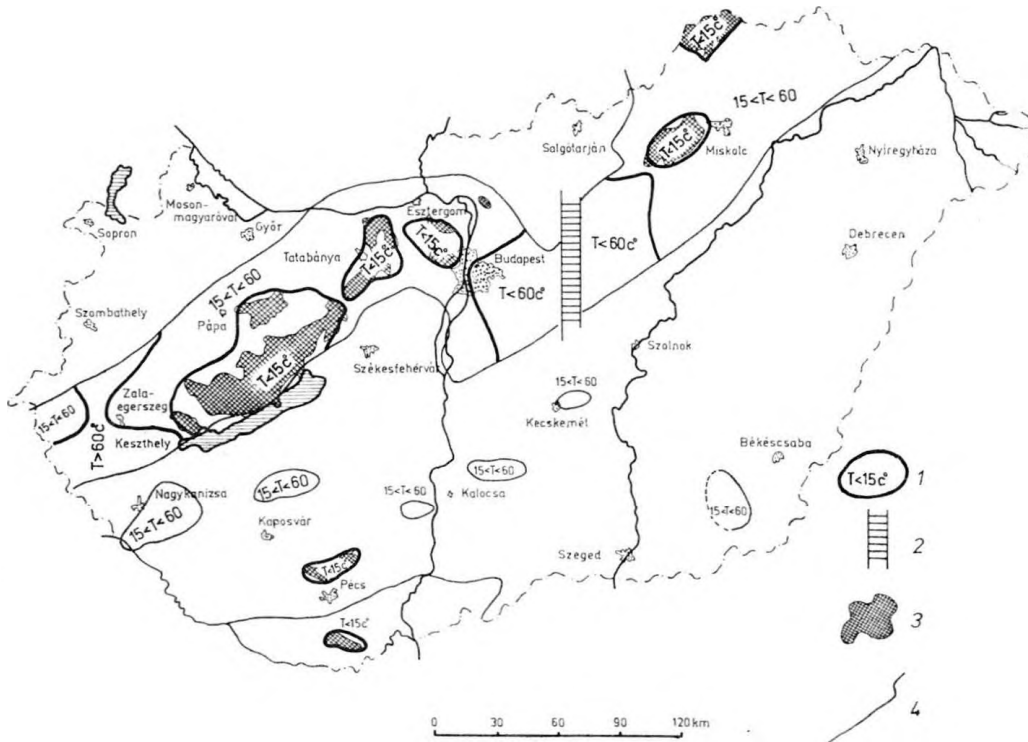 T<15c°
15<T<60
T<15c°
Salgótarján
Miskolc
Nyíregyháza
Moson-
magyaróvár
Sopron
Győr
Esztergom
T<15c°
Tatabánya
T<15c°
Budapest
T<60c°
T<60c°
Debrecen
15<T<60
Pápa
Szombathely
T<15c°
Székesfehérvár
Szolnok
15<T<60
Zala-
egerszeg
Keszthely
T>60c°
15<T<60
Kecskemét
Békéscsaba
15<T<60
Nagykanizsa
15<T<60
15<T<60
Kaposvár
15<T<60
Kalocsa
15<T<60
Szeged
T<15c°
Pécs
T<15c°
T<15c° 1
2
3
4
0 30 60 90 120 km